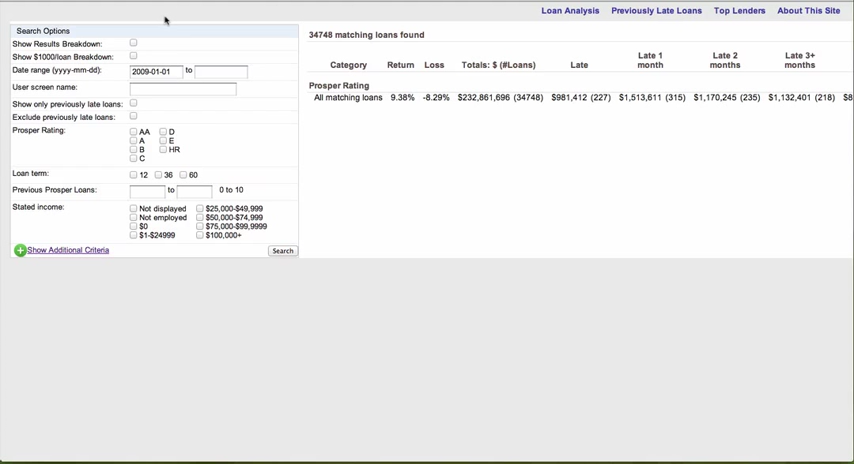 Loan Analysis Previously Late Loans Top Lenders About This Site
Search Options
Show Results Breakdown:
Show $1000/loan Breakdown:
Date range (yyyy-mm-dd): 2009-01-01 to
User screen name:
Show only previously late loans:
Exclude previously late loans:
Prosper Rating: AA D
A E
B HR
C
Loan term: 12 36 60
Previous Prosper Loans: to 0 to 10
Stated income: Not displayed $25,000-$49,999
Not employed $50,000-$74,999
$0 $75,000-$99,9999
$1-$24999 $100,000+
Show Additional Criteria Search
34748 matching loans found
Category Return Loss Totals: $ (#Loans) Late Late 1 month Late 2 months Late 3+ months
Prosper Rating
All matching loans 9.38% -8.29% $232,861,696 (34748) $981,412 (227) $1,513,611 (315) $1,170,245 (235) $1,132,401 (218) $8